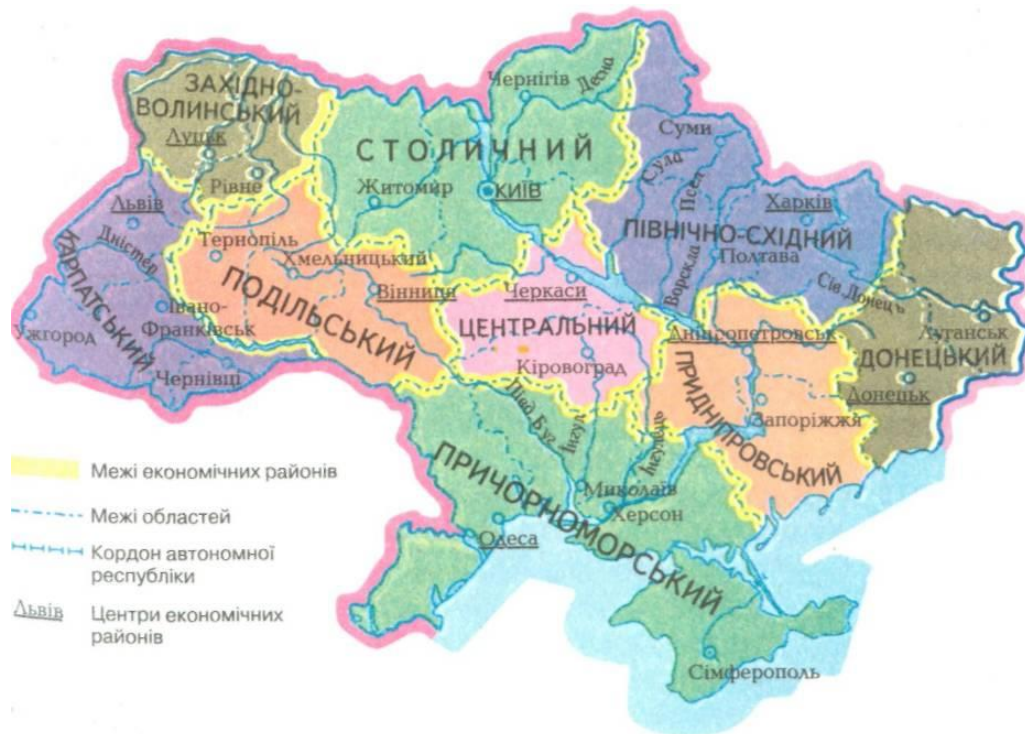 ЗАХІДНО-
ВОЛИНСЬКИЙ
Луцьк
Рівне
СТОЛИЧНИЙ
Чернігів
Десна
Житомир
КИЇВ
Суми
Сула
Псел
Ворскла
Харків
ПІВНІЧНО-СХІДНИЙ
Полтава
Сів. Донець
Львів
Дністер
КАРПАТСЬКИЙ
Ужгород
Івано-
Франківськ
Чернівці
Тернопіль
Хмельницький
ПОДІЛЬСЬКИЙ
Вінниця
Черкаси
ЦЕНТРАЛЬНИЙ
Кіровоград
Дніпропетровськ
ПРИДНІПРОВСЬКИЙ
Запоріжжя
Луганськ
ДОНЕЦЬКИЙ
Донецьк
Півд. Буг
Інгул
Інгулець
ПРИЧОРНОМОРСЬКИЙ
Миколаїв
Херсон
Одеса
Сімферополь
Межі економічних районів
Межі областей
Кордон автономної
республіки
Львів Центри економічних
районів